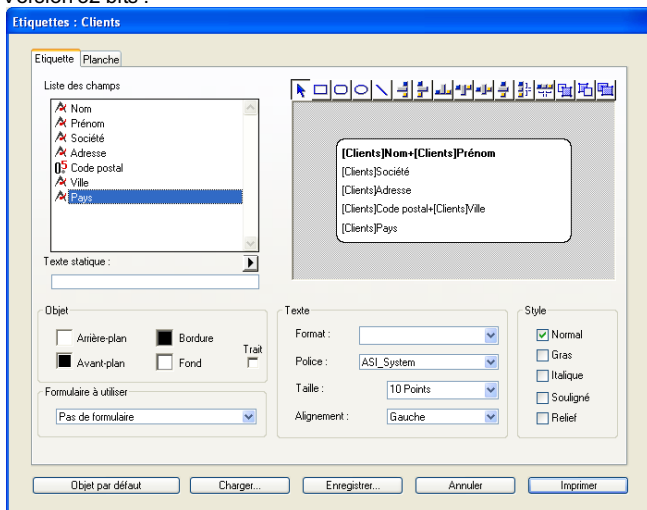 Version 32 bits :
Etiquettes : Clients
Etiquette Planche
Liste des champs
Nom
Prénom
Société
Adresse
Code postal
Ville
Pays
Texte statique :
[Clients]Nom+[Clients]Prénom
[Clients]Société
[Clients]Adresse
[Clients]Code postal+[Clients]Ville
[Clients]Pays
Objet
Arrière-plan Bordure
Avant-plan Fond
Trait
Formulaire à utiliser
Pas de formulaire
Texte
Format :
Police : ASI_System
Taille : 10 Points
Alignement : Gauche
Style
Normal
Gras
Italique
Souligné
Relief
Objet par défaut Charger... Enregistrer... Annuler Imprimer